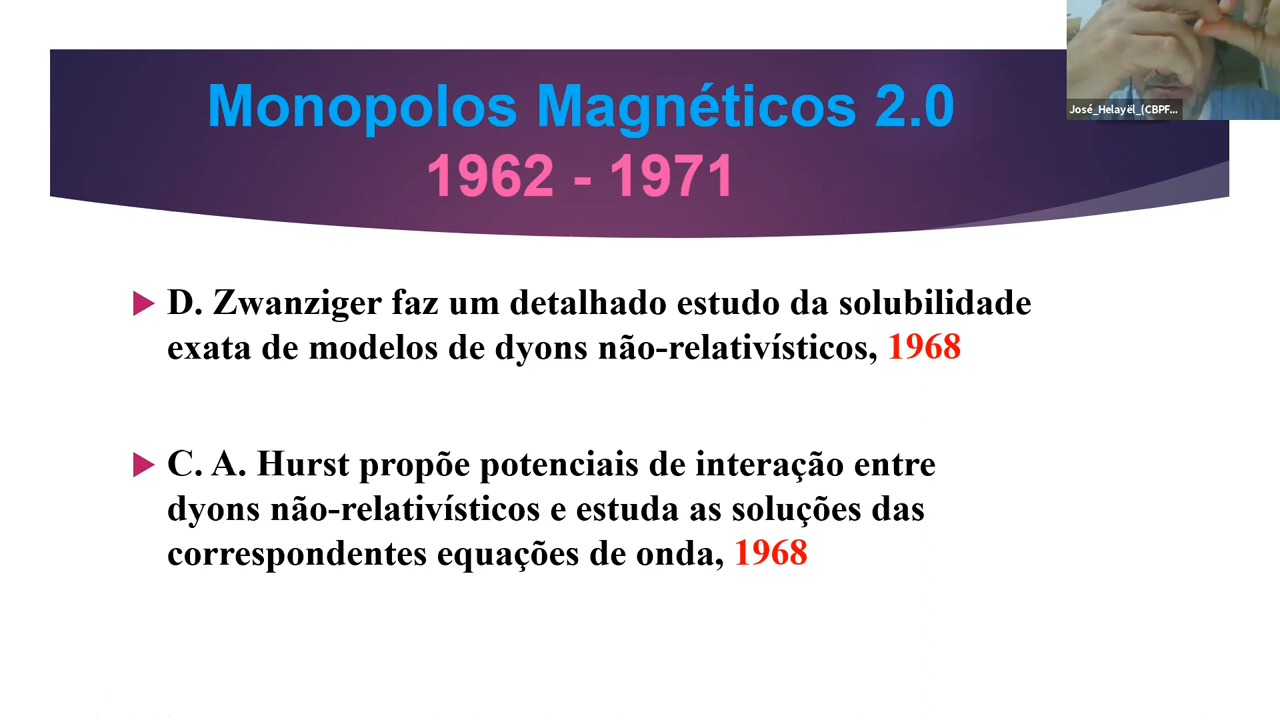 José_Helayël_(CBPF...
Monopolos Magnéticos 2.0
1962 - 1971
D. Zwanziger faz um detalhado estudo da solubilidade
exata de modelos de dyons não-relativísticos, 1968
C. A. Hurst propõe potenciais de interação entre
dyons não-relativísticos e estuda as soluções das
correspondentes equações de onda, 1968